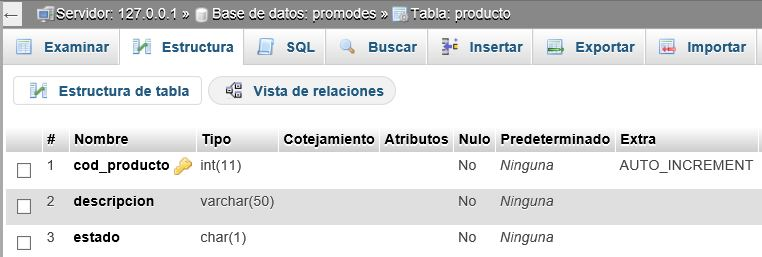 Servidor: 127.0.0.1 » Base de datos: promodes » Tabla: producto
Examinar Estructura SQL Buscar Insertar Exportar Importar
Estructura de tabla Vista de relaciones
# Nombre Tipo Cotejamiento Atributos Nulo Predeterminado Extra
1 cod_producto int(11) No Ninguna AUTO_INCREMENT
2 descripcion varchar(50) No Ninguna
3 estado char(1) No Ninguna